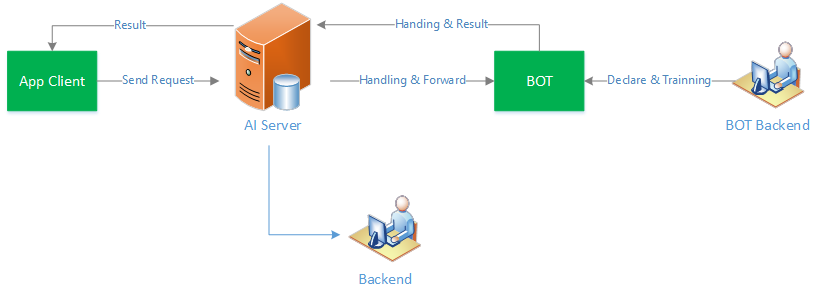 Result
Handing & Result
App Client
Send Request
Handling & Forward
BOT
Declare & Trainning
AI Server
BOT Backend
Backend